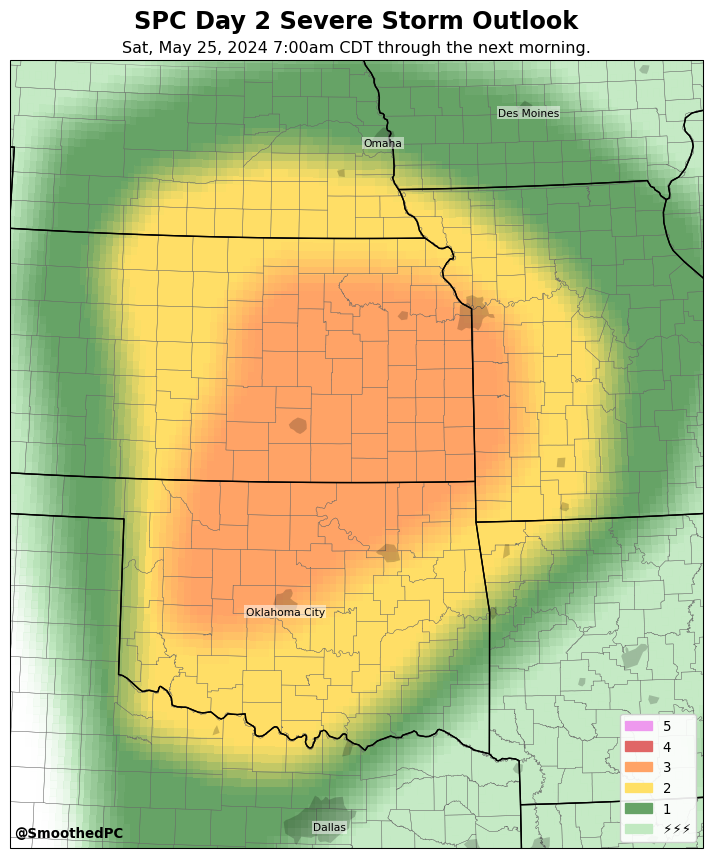 SPC Day 2 Severe Storm Outlook
Sat, May 25, 2024 7:00am CDT through the next morning.
Des Moines
Omaha
Oklahoma City
Dallas
5
4
3
2
1
⚡⚡⚡
@SmoothedPC